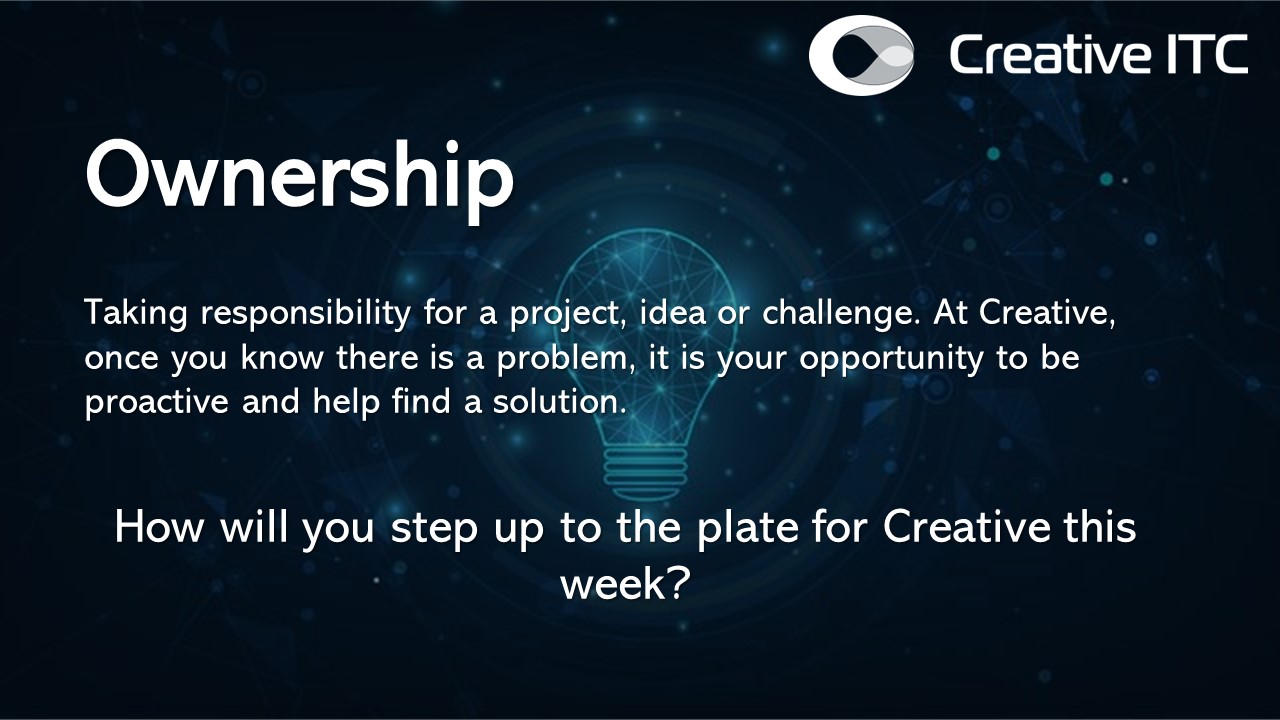 Creative ITC
Ownership
Taking responsibility for a project, idea or challenge. At Creative,
once you know there is a problem, it is your opportunity to be
proactive and help find a solution.
How will you step up to the plate for Creative this
week?